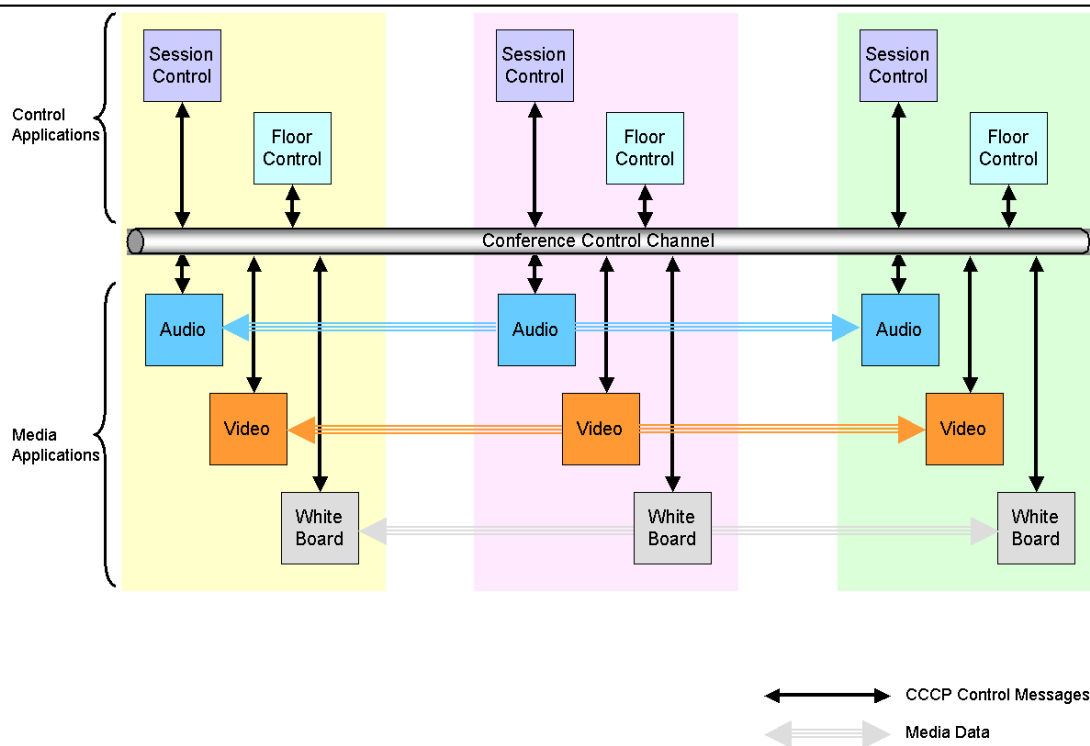 Session
Control
Session
Control
Session
Control
Control
Applications
Floor
Control
Floor
Control
Floor
Control
Conference Control Channel
Audio
Audio
Audio
Media
Applications
Video
Video
Video
White
Board
White
Board
White
Board
CCCP Control Messages
Media Data